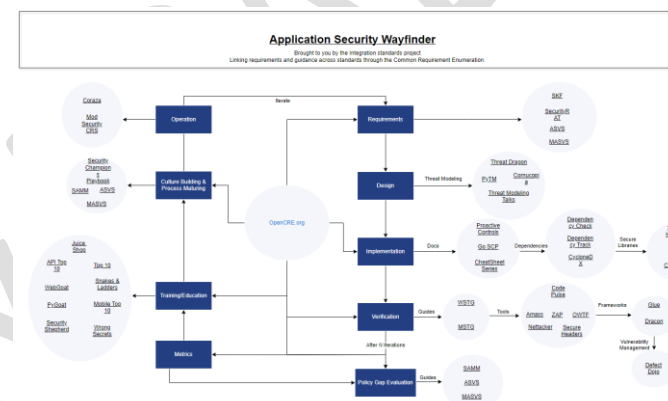 Application Security Wayfinder
Brought to you by the Integration standards project
Linking requirements and guidance across standards through the Common Requirement Enumeration
Coraza
Mod
Security
CRS
Operation
Iterate
Requirements
SKF
Security-R
AT
ASVS
MASVS
Security
Champion
s
Playbook
SAMM ASVS
MASVS
Culture Building &
Process Maturing
Design
Threat Modeling
Threat Dragon
PyTM Cornucopi
a
Threat Modeling
Talks
OpenCRE.org
Implementation
Docs
Proactive
Controls
Go SCP
CheatSheet
Series
Dependencies
Dependen
cy Check
Dependen
cy Track
CycloneD
X
Secure
Libraries
Juice
Shop
API Top
10
Top 10
WebGoat
Snakes &
Ladders
PyGoat
Mobile Top
10
Security
Shepherd
Wrong
Secrets
Training/Education
Verification
Guides
WSTG
MSTG
Tools
Code
Pulse
Amass ZAP OWTF
Nettacker Secure
Headers
Frameworks
Glue
Dracon
Vulnerability
Management
Defect
Dojo
Metrics
After N Iterations
Policy Gap Evaluation
Guides
SAMM
ASVS
MASVS